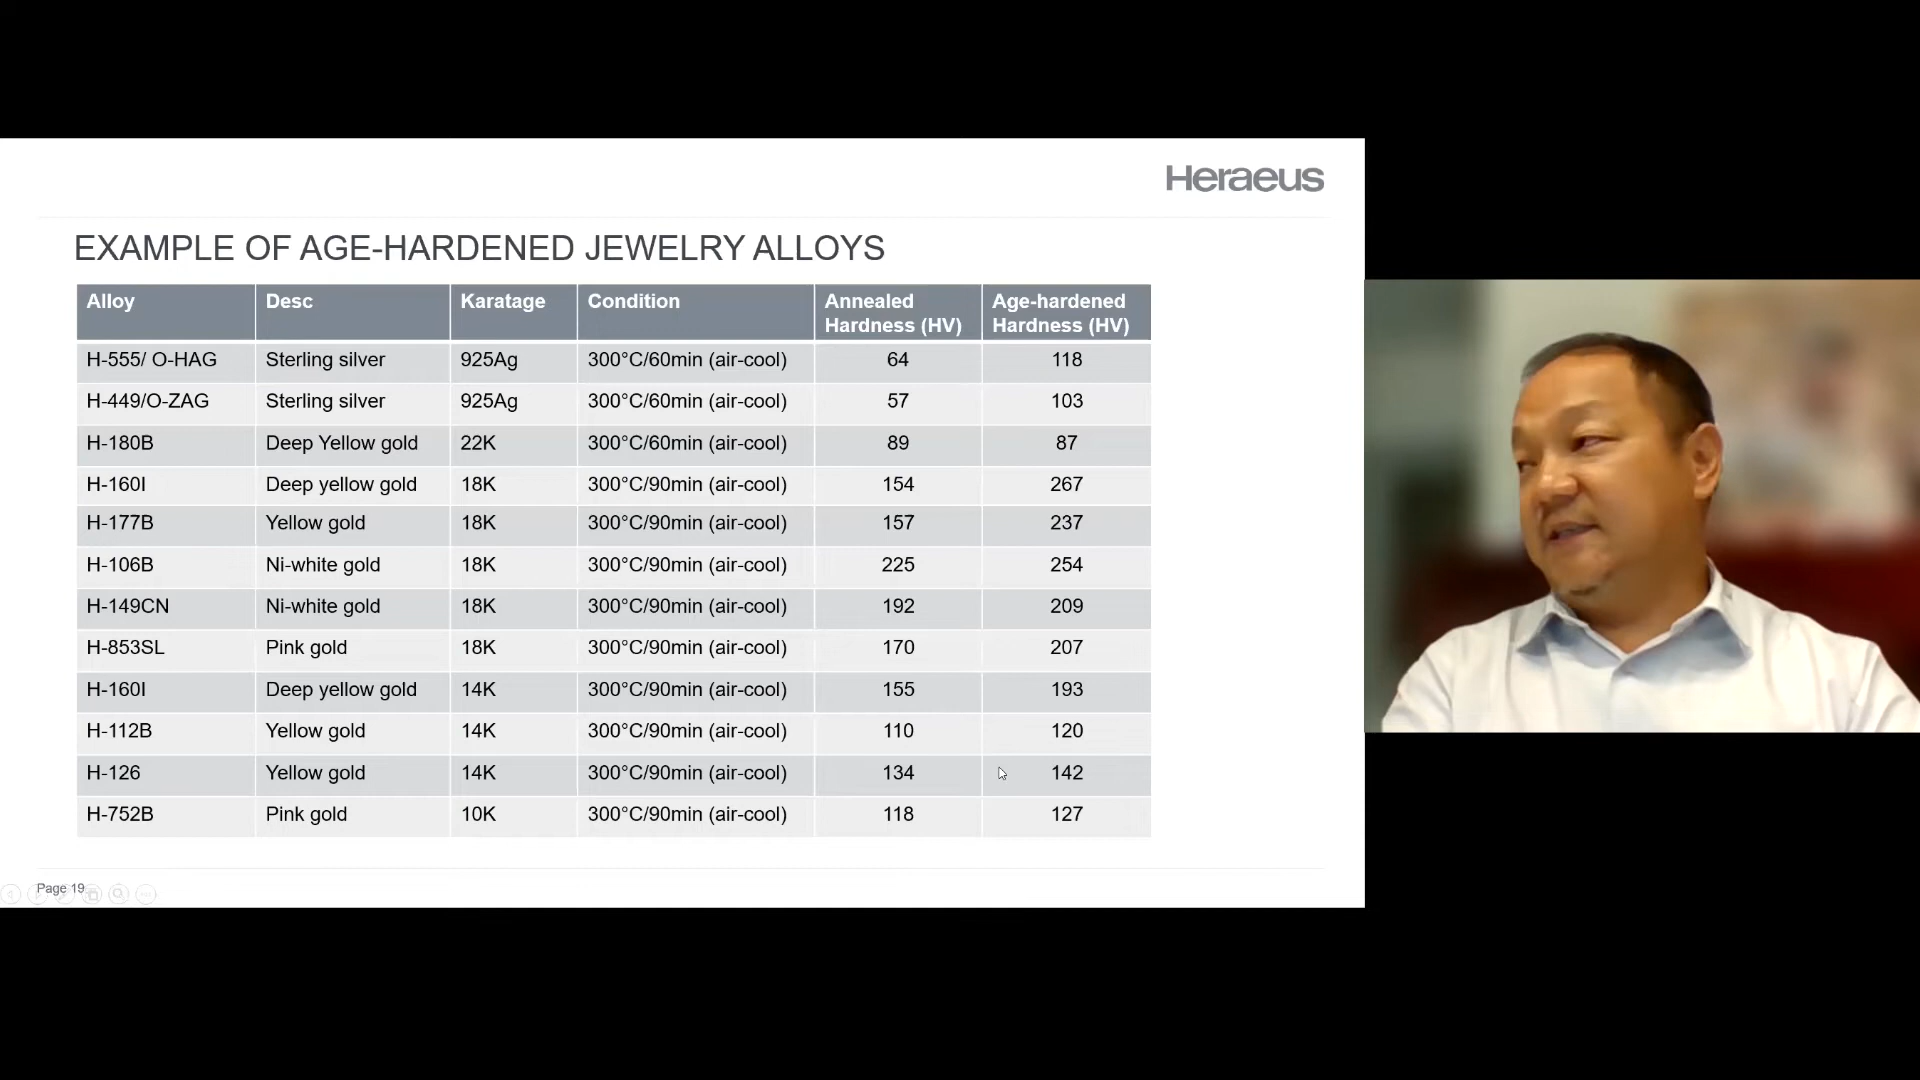 Heraeus
EXAMPLE OF AGE-HARDENED JEWELRY ALLOYS
Alloy Desc Karatage Condition Annealed Hardness (HV) Age-hardened Hardness (HV)
H-555/ O-HAG Sterling silver 925Ag 300°C/60min (air-cool) 64 118
H-449/O-ZAG Sterling silver 925Ag 300°C/60min (air-cool) 57 103
H-180B Deep Yellow gold 22K 300°C/60min (air-cool) 89 87
H-160I Deep yellow gold 18K 300°C/90min (air-cool) 154 267
H-177B Yellow gold 18K 300°C/90min (air-cool) 157 237
H-106B Ni-white gold 18K 300°C/90min (air-cool) 225 254
H-149CN Ni-white gold 18K 300°C/90min (air-cool) 192 209
H-853SL Pink gold 18K 300°C/90min (air-cool) 170 207
H-160I Deep yellow gold 14K 300°C/90min (air-cool) 155 193
H-112B Yellow gold 14K 300°C/90min (air-cool) 110 120
H-126 Yellow gold 14K 300°C/90min (air-cool) 134 142
H-752B Pink gold 10K 300°C/90min (air-cool) 118 127
Page 19